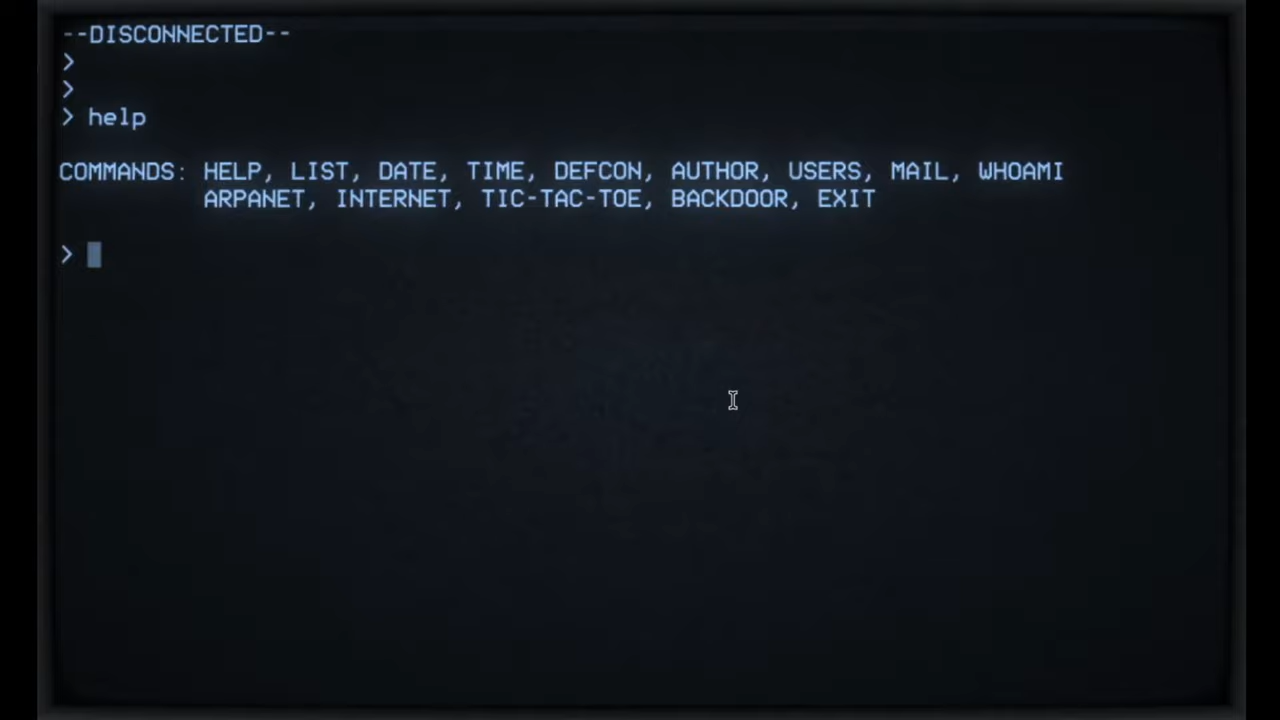 --DISCONNECTED--
>
>
> help
COMMANDS: HELP, LIST, DATE, TIME, DEFCON, AUTHOR, USERS, MAIL, WHOAMI
ARPANET, INTERNET, TIC-TAC-TOE, BACKDOOR, EXIT
>